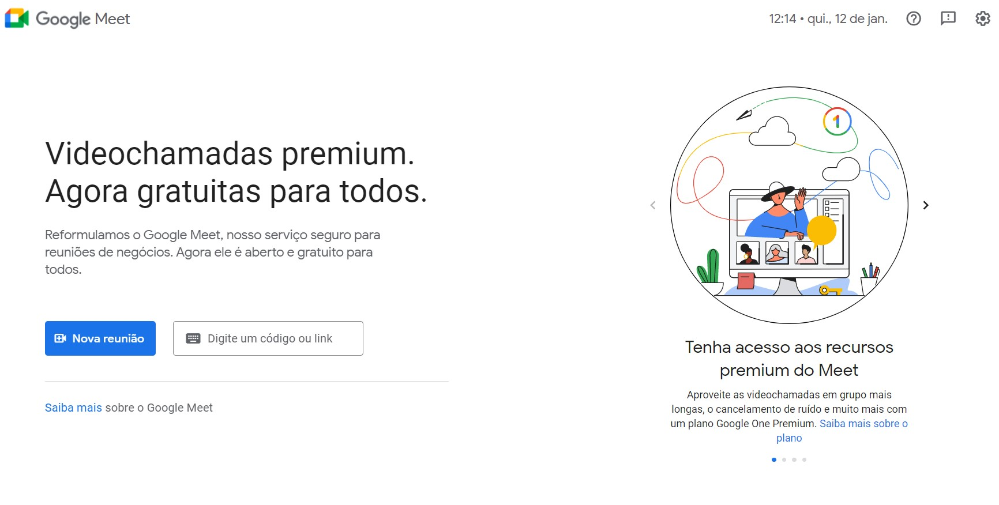 Google Meet
12:14 • qui., 12 de jan.
Videochamadas premium.
Agora gratuitas para todos.
Reformulamos o Google Meet, nosso serviço seguro para
reuniões de negócios. Agora ele é aberto e gratuito para
todos.
Nova reunião
Digite um código ou link
Saiba mais sobre o Google Meet
1
Tenha acesso aos recursos
premium do Meet
Aproveite as videochamadas em grupo mais
longas, o cancelamento de ruído e muito mais com
um plano Google One Premium. Saiba mais sobre o
plano